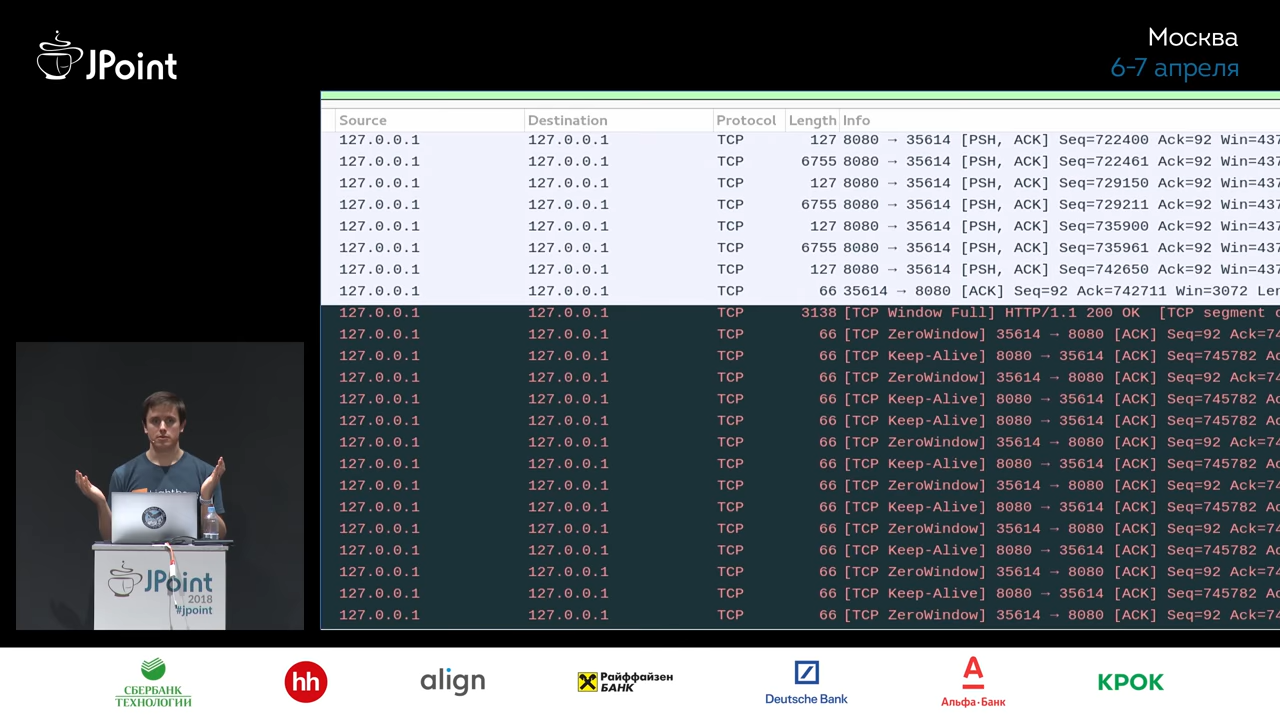 JPoint
Москва
6-7 апреля
Source Destination Protocol Length Info
127.0.0.1 127.0.0.1 TCP 127 8080 → 35614 [PSH, ACK] Seq=722400 Ack=92 Win=437
127.0.0.1 127.0.0.1 TCP 6755 8080 → 35614 [PSH, ACK] Seq=722461 Ack=92 Win=437
127.0.0.1 127.0.0.1 TCP 127 8080 → 35614 [PSH, ACK] Seq=729150 Ack=92 Win=437
127.0.0.1 127.0.0.1 TCP 6755 8080 → 35614 [PSH, ACK] Seq=729211 Ack=92 Win=437
127.0.0.1 127.0.0.1 TCP 127 8080 → 35614 [PSH, ACK] Seq=735900 Ack=92 Win=437
127.0.0.1 127.0.0.1 TCP 6755 8080 → 35614 [PSH, ACK] Seq=735961 Ack=92 Win=437
127.0.0.1 127.0.0.1 TCP 127 8080 → 35614 [PSH, ACK] Seq=742650 Ack=92 Win=437
127.0.0.1 127.0.0.1 TCP 66 35614 → 8080 [ACK] Seq=92 Ack=742711 Win=3072 Len
127.0.0.1 127.0.0.1 TCP 3138 [TCP Window Full] HTTP/1.1 200 OK [TCP segment o
127.0.0.1 127.0.0.1 TCP 66 [TCP ZeroWindow] 35614 → 8080 [ACK] Seq=92 Ack=74
127.0.0.1 127.0.0.1 TCP 66 [TCP Keep-Alive] 8080 → 35614 [ACK] Seq=745782 Ac
127.0.0.1 127.0.0.1 TCP 66 [TCP ZeroWindow] 35614 → 8080 [ACK] Seq=92 Ack=74
127.0.0.1 127.0.0.1 TCP 66 [TCP Keep-Alive] 8080 → 35614 [ACK] Seq=745782 Ac
127.0.0.1 127.0.0.1 TCP 66 [TCP Keep-Alive] 8080 → 35614 [ACK] Seq=745782 Ac
127.0.0.1 127.0.0.1 TCP 66 [TCP ZeroWindow] 35614 → 8080 [ACK] Seq=92 Ack=74
127.0.0.1 127.0.0.1 TCP 66 [TCP Keep-Alive] 8080 → 35614 [ACK] Seq=745782 Ac
127.0.0.1 127.0.0.1 TCP 66 [TCP ZeroWindow] 35614 → 8080 [ACK] Seq=92 Ack=74
127.0.0.1 127.0.0.1 TCP 66 [TCP Keep-Alive] 8080 → 35614 [ACK] Seq=745782 Ac
127.0.0.1 127.0.0.1 TCP 66 [TCP ZeroWindow] 35614 → 8080 [ACK] Seq=92 Ack=74
127.0.0.1 127.0.0.1 TCP 66 [TCP Keep-Alive] 8080 → 35614 [ACK] Seq=745782 Ac
127.0.0.1 127.0.0.1 TCP 66 [TCP ZeroWindow] 35614 → 8080 [ACK] Seq=92 Ack=74
127.0.0.1 127.0.0.1 TCP 66 [TCP Keep-Alive] 8080 → 35614 [ACK] Seq=745782 Ac
127.0.0.1 127.0.0.1 TCP 66 [TCP ZeroWindow] 35614 → 8080 [ACK] Seq=92 Ack=74
JPoint
2018
#jpoint
СБЕРБАНК
ТЕХНОЛОГИИ
hh
align
Райффайзен
БАНК
Deutsche Bank
А
Альфа·Банк
КРОК